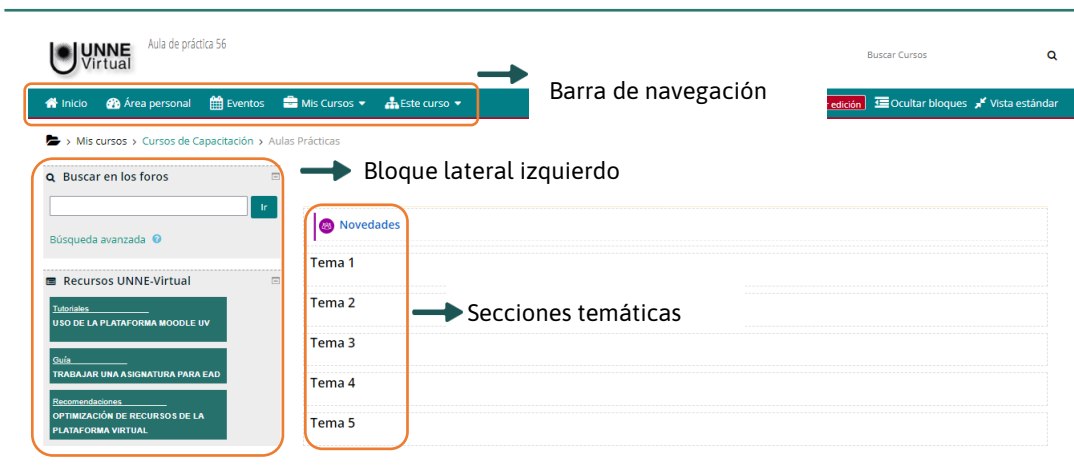 UNNE
Virtual
Aula de práctica 56
Buscar Cursos
Inicio Área personal Eventos Mis Cursos Este curso
Barra de navegación
edición Ocultar bloques Vista estándar
> Mis cursos > Cursos de Capacitación > Aulas Prácticas
Bloque lateral izquierdo
Buscar en los foros
Ir
Búsqueda avanzada
Recursos UNNE-Virtual
Tutoriales
USO DE LA PLATAFORMA MOODLE UV
Guía
TRABAJAR UNA ASIGNATURA PARA EAD
Recomendaciones
OPTIMIZACIÓN DE RECURSOS DE LA
PLATAFORMA VIRTUAL
Novedades
Tema 1
Tema 2
Secciones temáticas
Tema 3
Tema 4
Tema 5